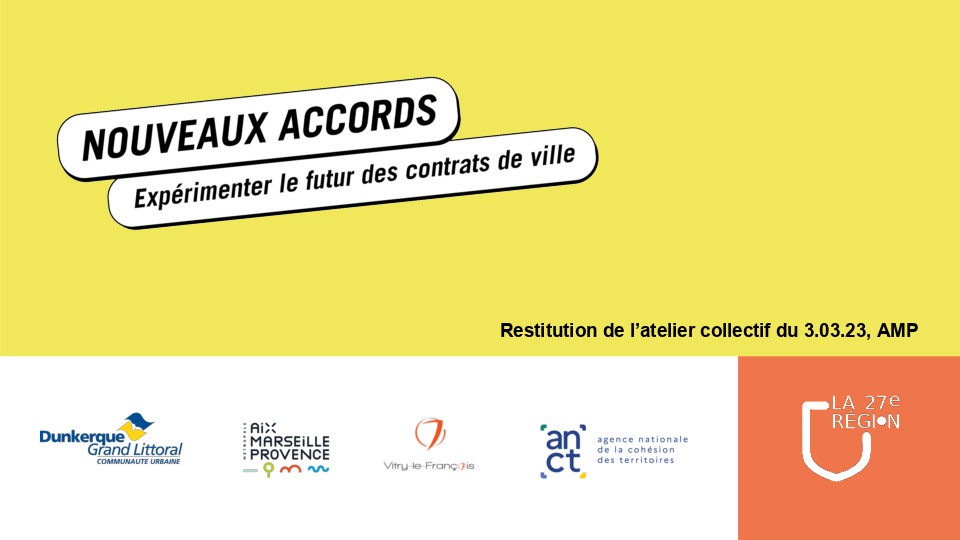 NOUVEAUX ACCORDS
Expérimenter le futur des contrats de ville
Restitution de l'atelier collectif du 3.03.23, AMP
Dunkerque
Grand Littoral
COMMUNAUTE URBAINE
MÉTROPOLE
AIX
MARSEILLE
PROVENCE
Vitry-le-François
an
ct
agence nationale
de la cohésion
des territoires
LA 27e
RÉGION